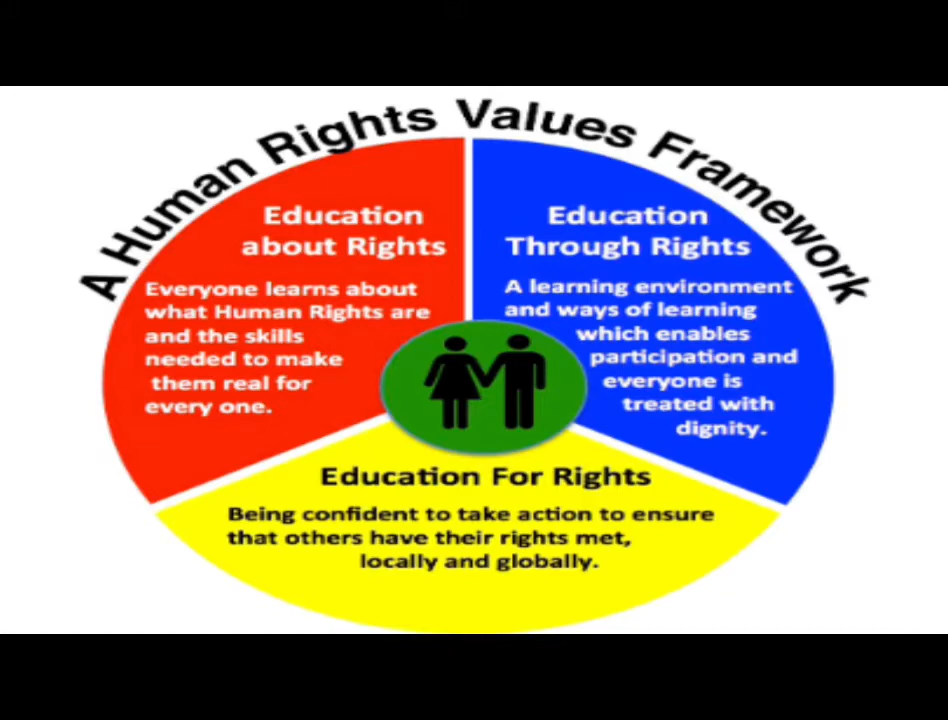 A Human Rights Values Framework
Education
about Rights
Everyone learns about
what Human Rights are
and the skills
needed to make
them real for
every one.
Education
Through Rights
A learning environment
and ways of learning
which enables
participation and
everyone is
treated with
dignity.
Education For Rights
Being confident to take action to ensure
that others have their rights met,
locally and globally.